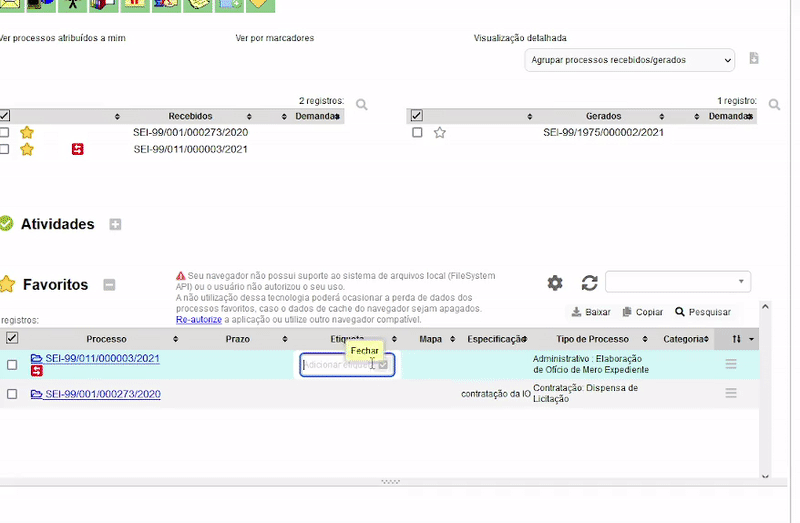 Ver processos atribuídos a mim
Ver por marcadores
Visualização detalhada
Agrupar processos recebidos/gerados
2 registros:
Recebidos
Demandas
SEI-99/001/000273/2020
SEI-99/011/000003/2021
1 registro:
Gerados
Demandas
SEI-99/1975/000002/2021
Atividades
Favoritos
Seu navegador não possui suporte ao sistema de arquivos local (FileSystem
API) ou o usuário não autorizou o seu uso.
A não utilização dessa tecnologia poderá ocasionar a perda de dados dos
processos favoritos, caso o dados de cache do navegador sejam apagados.
Re-autorize a aplicação ou utilize outro navegador compatível.
Baixar
Copiar
Pesquisar
registros:
Processo
Prazo
Etiqueta
Mapa
Especificação
Tipo de Processo
Categoria
Fechar
SEI-99/011/000003/2021
Adicionar etiqueta
Administrativo : Elaboração
de Ofício de Mero Expediente
SEI-99/001/000273/2020
contratação da IO
Contratação: Dispensa de
Licitação